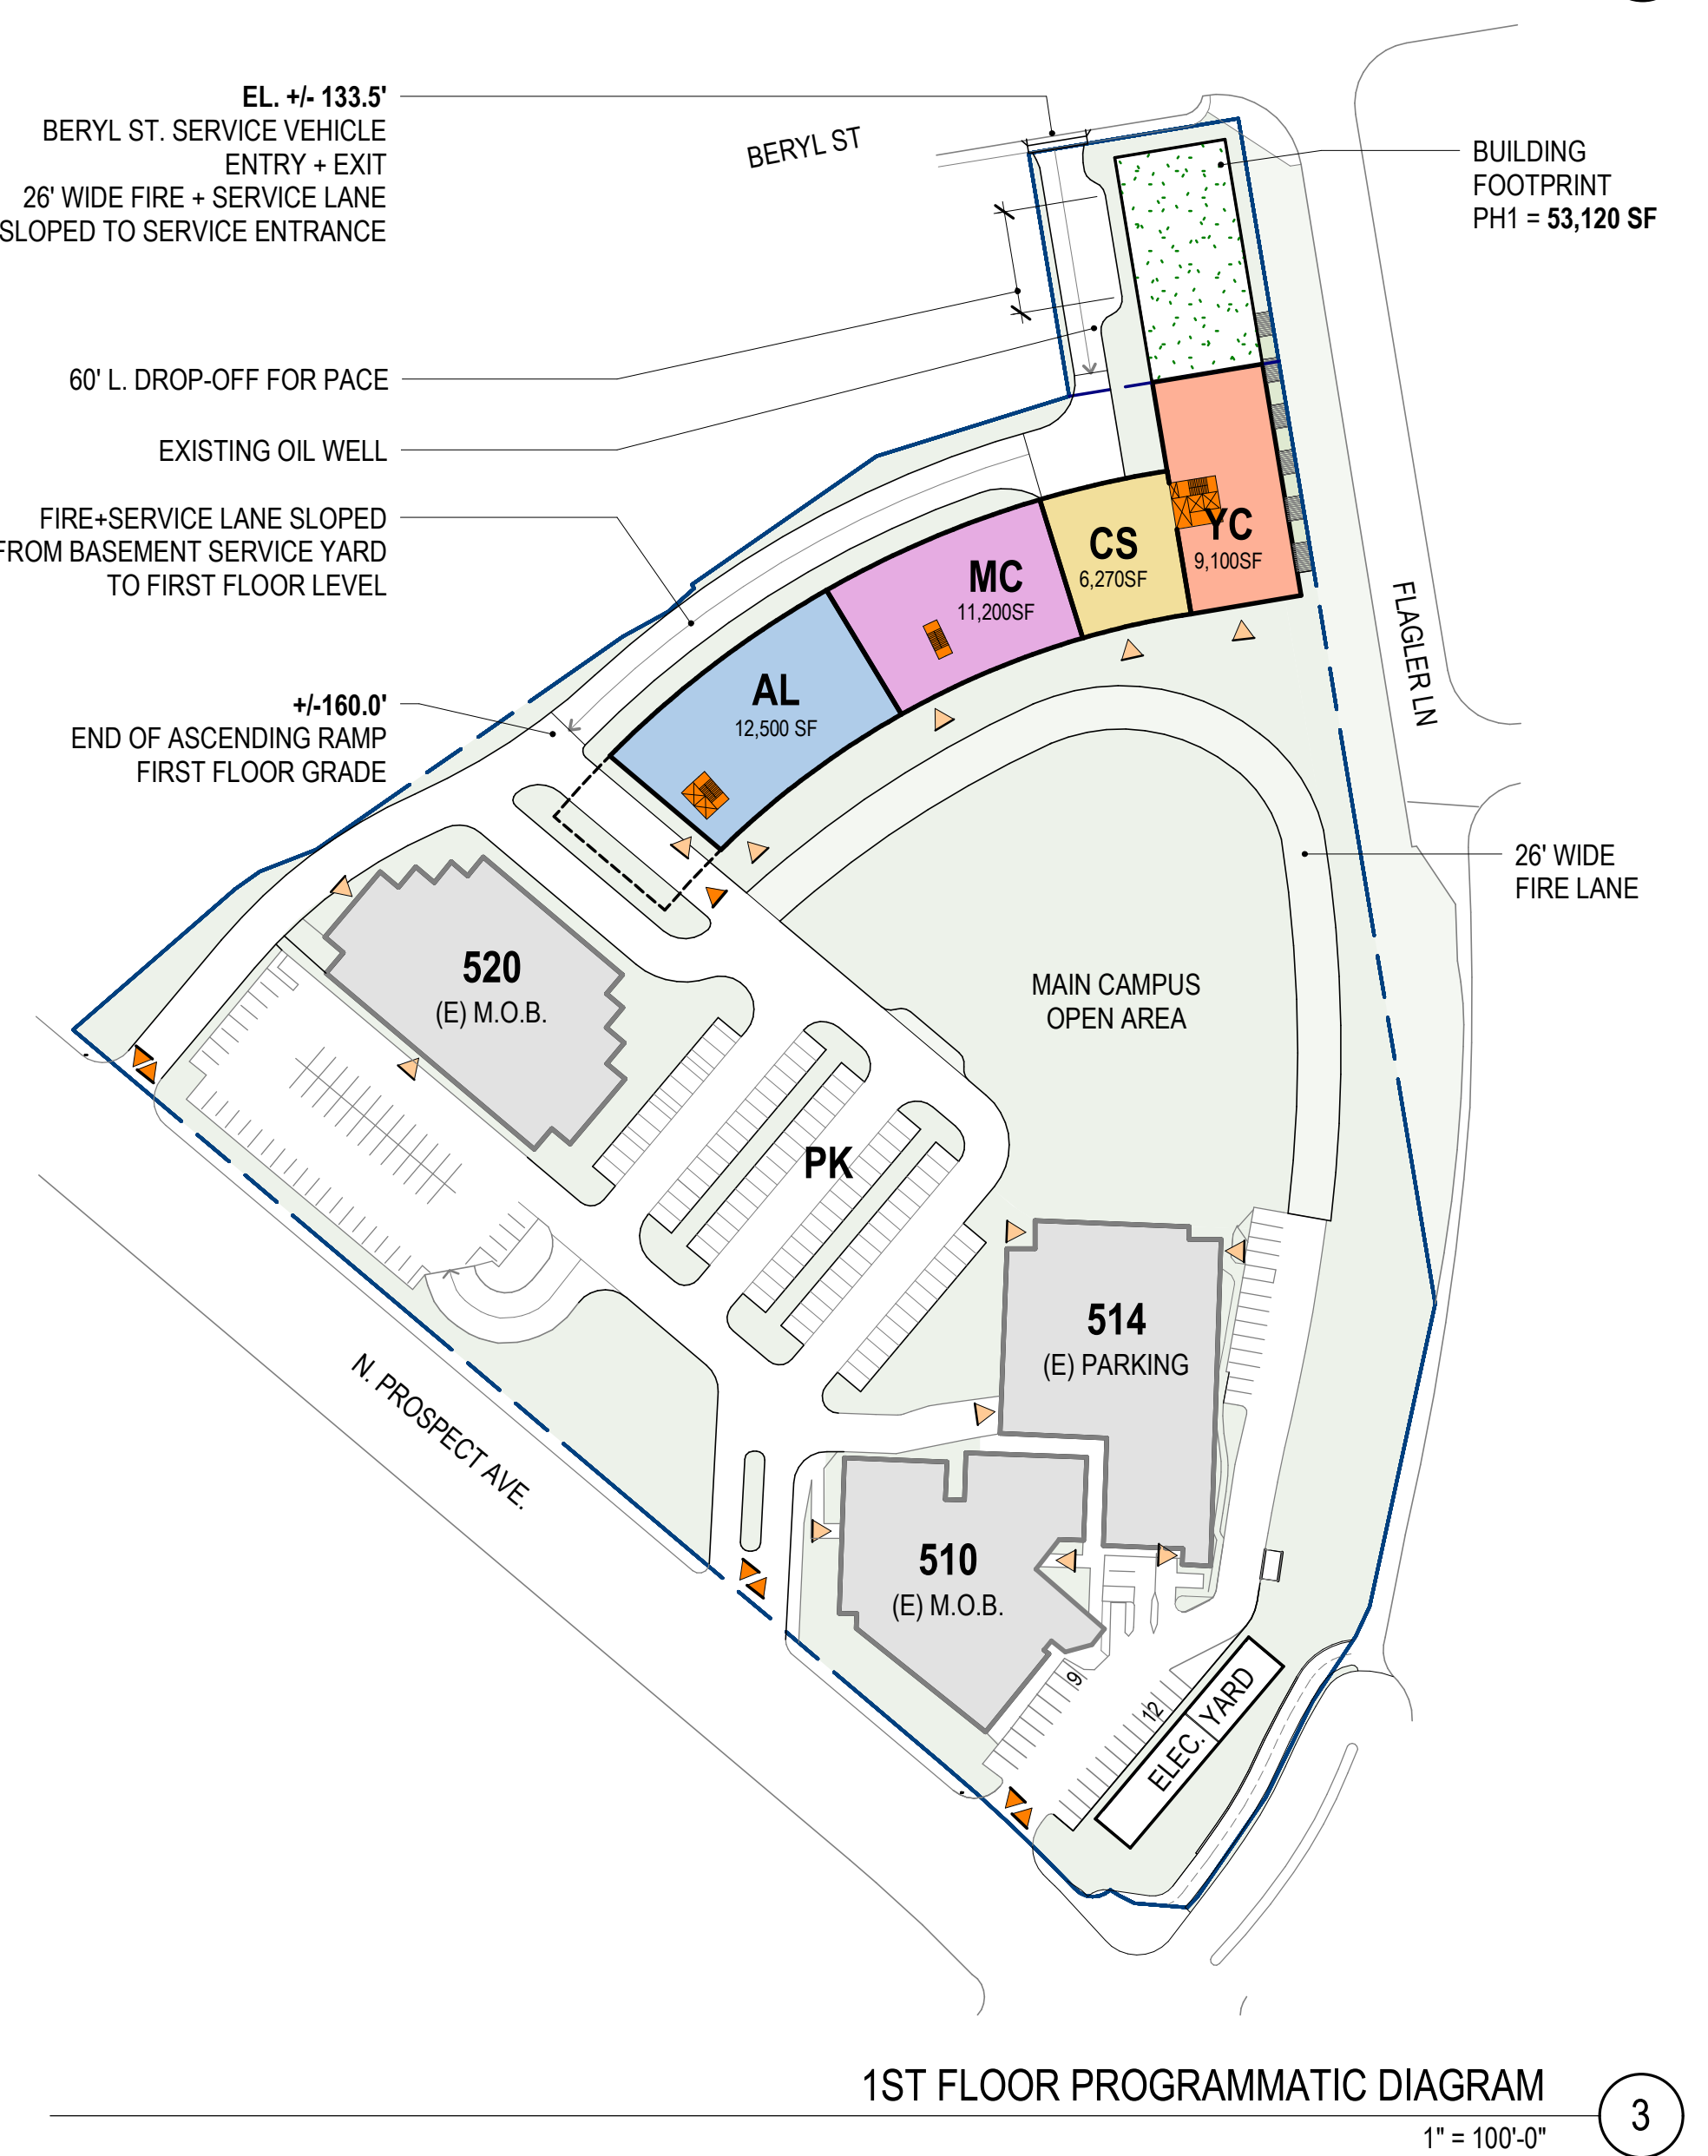 EL. +/- 133.5'
BERYL ST. SERVICE VEHICLE
ENTRY + EXIT
26' WIDE FIRE + SERVICE LANE
SLOPED TO SERVICE ENTRANCE
BERYL ST
BUILDING
FOOTPRINT
PH1 = 53,120 SF
60' L. DROP-OFF FOR PACE
EXISTING OIL WELL
FIRE+SERVICE LANE SLOPED
FROM BASEMENT SERVICE YARD
TO FIRST FLOOR LEVEL
YC
9,100SF
CS
6,270SF
MC
11,200SF
AL
12,500 SF
FLAGLER LN
+/-160.0'
END OF ASCENDING RAMP
FIRST FLOOR GRADE
26' WIDE
FIRE LANE
520
(E) M.O.B.
MAIN CAMPUS
OPEN AREA
PK
514
(E) PARKING
N. PROSPECT AVE.
510
(E) M.O.B.
9
12
ELEC. YARD
1ST FLOOR PROGRAMMATIC DIAGRAM
3
1" = 100'-0"